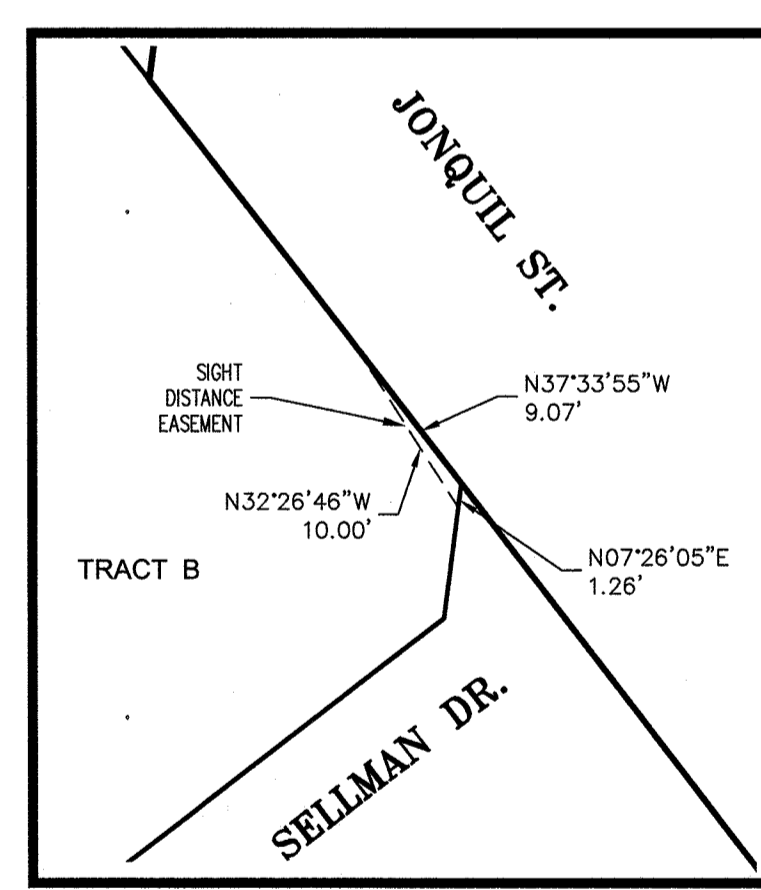 JONQUIL ST.
SIGHT
DISTANCE
EASEMENT
N37°33'55"W
9.07'
N32°26'46"W
10.00'
N07°26'05"E
1.26'
TRACT B
SELLMAN DR.